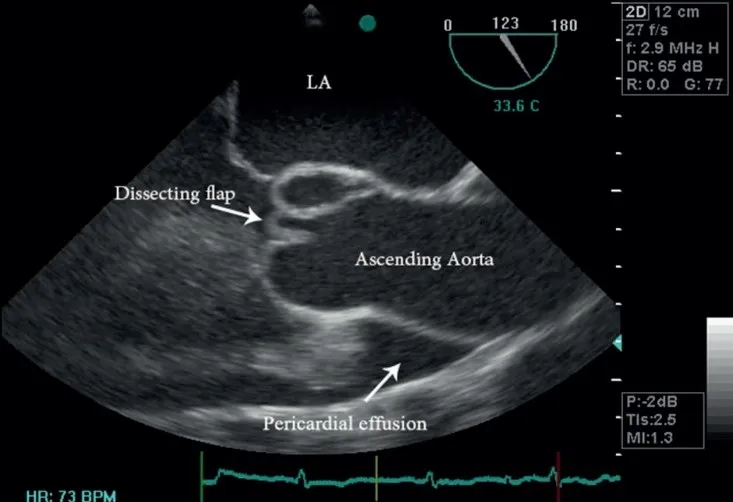 0 123 180
33.6 C
2D 12 cm
27 f/s
f: 2.9 MHz H
DR: 65 dB
R: 0.0 G: 77
LA
Dissecting flap
Ascending Aorta
Pericardial effusion
P:-2dB
TIs:2.5
MI:1.3
HR: 73 BPM